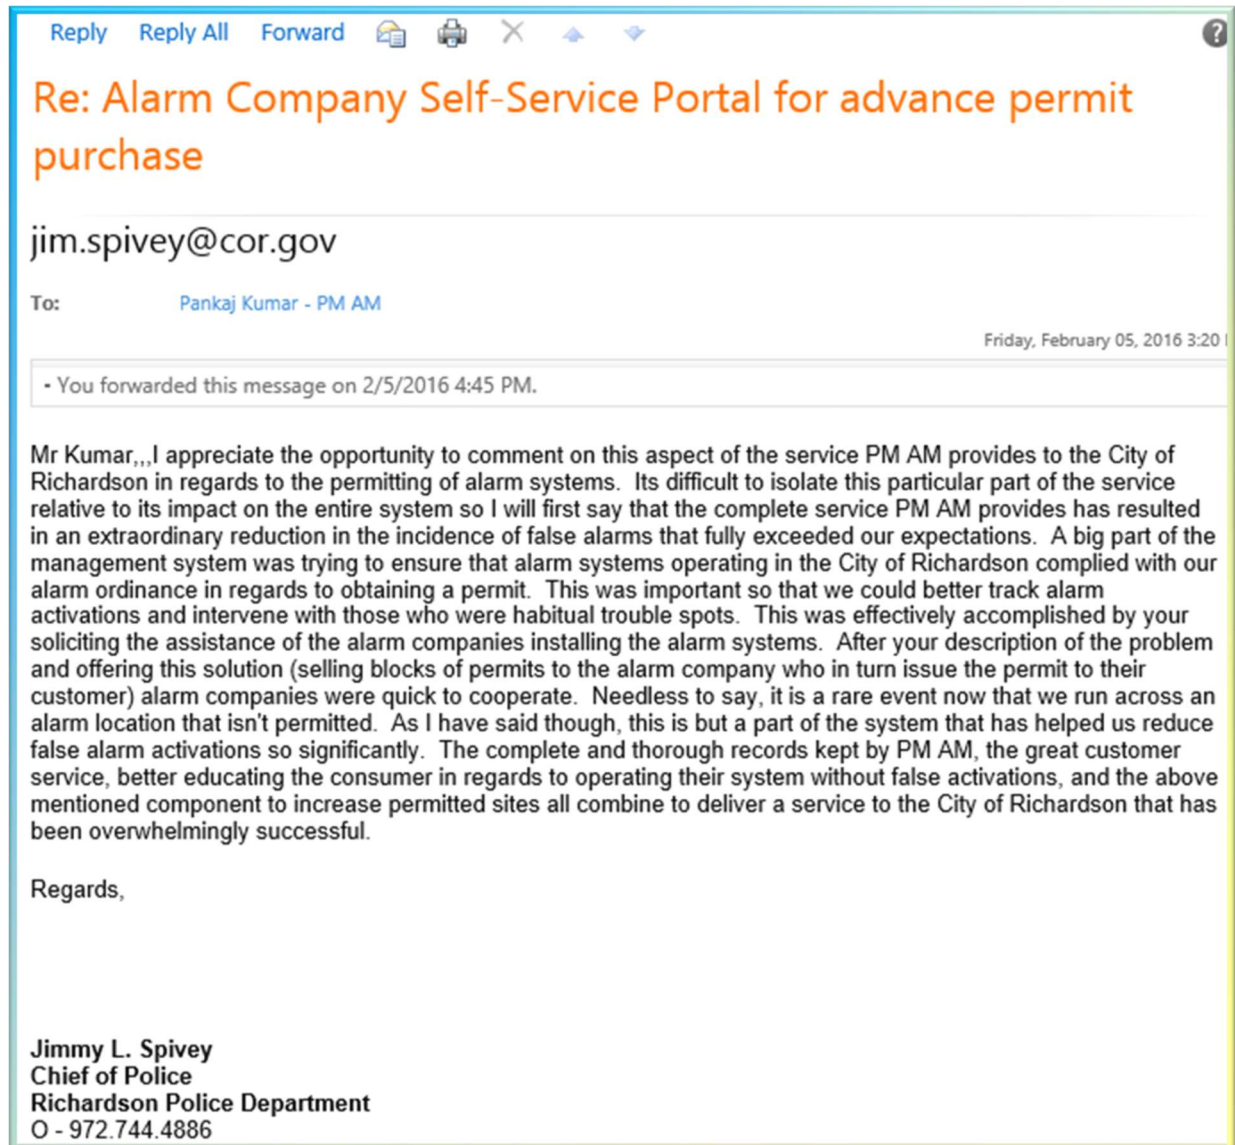 Reply Reply All Forward
Re: Alarm Company Self-Service Portal for advance permit
purchase
jim.spivey@cor.gov
To: Pankaj Kumar - PM AM
Friday, February 05, 2016 3:20
- You forwarded this message on 2/5/2016 4:45 PM.
Mr Kumar,,,I appreciate the opportunity to comment on this aspect of the service PM AM provides to the City of
Richardson in regards to the permitting of alarm systems. Its difficult to isolate this particular part of the service
relative to its impact on the entire system so I will first say that the complete service PM AM provides has resulted
in an extraordinary reduction in the incidence of false alarms that fully exceeded our expectations. A big part of the
management system was trying to ensure that alarm systems operating in the City of Richardson complied with our
alarm ordinance in regards to obtaining a permit. This was important so that we could better track alarm
activations and intervene with those who were habitual trouble spots. This was effectively accomplished by your
soliciting the assistance of the alarm companies installing the alarm systems. After your description of the problem
and offering this solution (selling blocks of permits to the alarm company who in turn issue the permit to their
customer) alarm companies were quick to cooperate. Needless to say, it is a rare event now that we run across an
alarm location that isn't permitted. As I have said though, this is but a part of the system that has helped us reduce
false alarm activations so significantly. The complete and thorough records kept by PM AM, the great customer
service, better educating the consumer in regards to operating their system without false activations, and the above
mentioned component to increase permitted sites all combine to deliver a service to the City of Richardson that has
been overwhelmingly successful.
Regards,
Jimmy L. Spivey
Chief of Police
Richardson Police Department
O - 972.744.4886